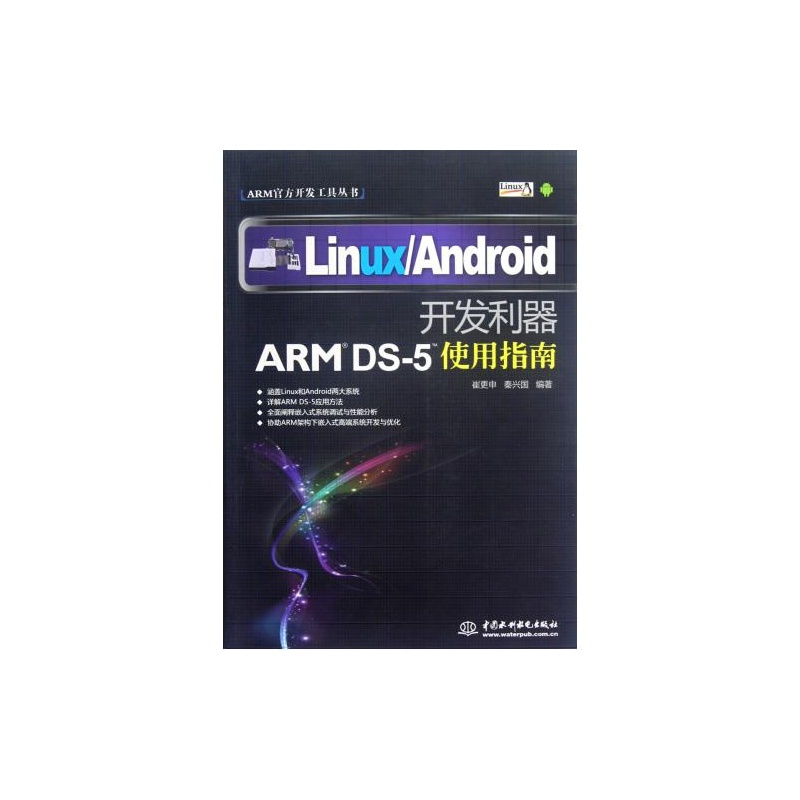 ARM官方开发工具丛书
Linux
Linux/Android
开发利器
ARM® DS-5™ 使用指南
崔更申 秦兴国 编著
◆ 涵盖Linux和Android两大系统
◆ 详解ARM DS-5应用方法
◆ 全面阐释嵌入式系统调试与性能分析
◆ 协助ARM架构下嵌入式高端系统开发与优化
中国水利水电出版社
www.waterpub.com.cn